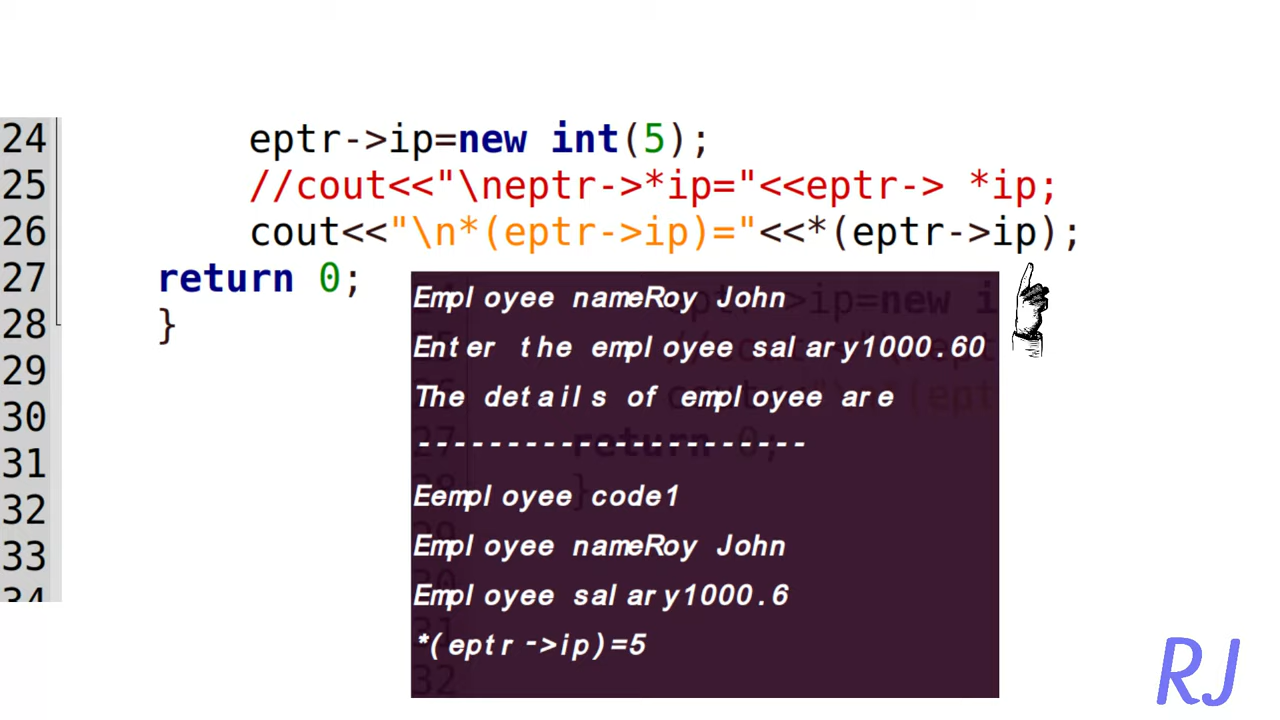 24 eptr->ip=new int(5);
25 //cout<<"\neptr->*ip="<<eptr-> *ip;
26 cout<<"\n*(eptr->ip)="<<*(eptr->ip);
27 return 0;
28 }
29
30
31
32
33
34
Employee nameRoy John
Enter the employee salary1000.60
The details of employee are
----------------------
Eemployee code1
Employee nameRoy John
Employee salary1000.6
*(eptr->ip)=5
RJ